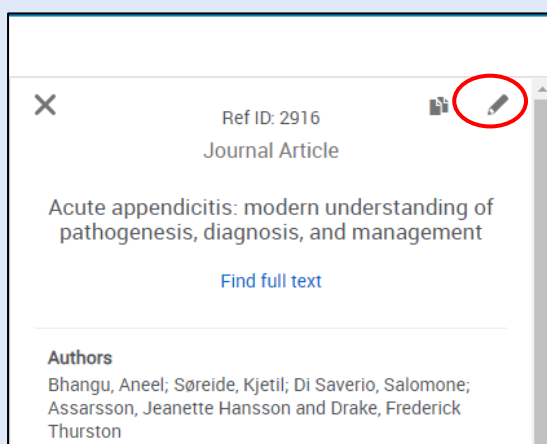 Ref ID: 2916
Journal Article
Acute appendicitis: modern understanding of
pathogenesis, diagnosis, and management
Find full text
Authors
Bhangu, Aneel; Søreide, Kjetil; Di Saverio, Salomone;
Assarsson, Jeanette Hansson and Drake, Frederick
Thurston